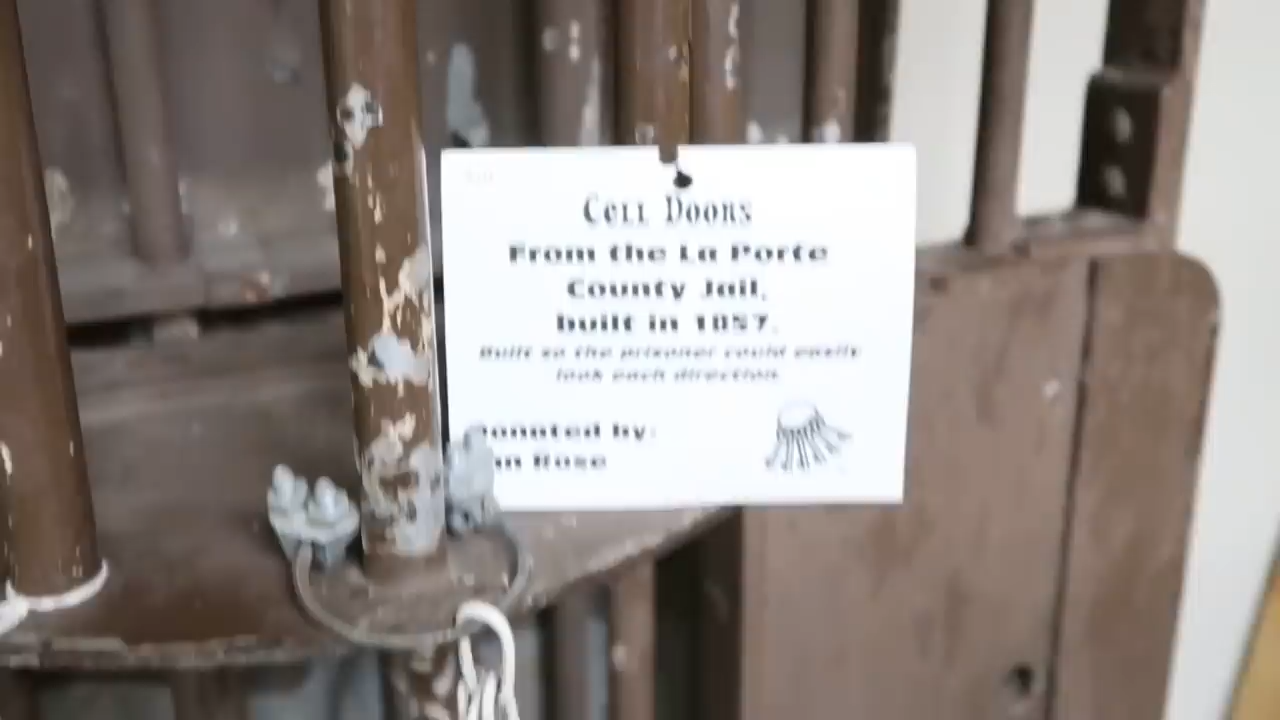 Cell Doors
From the La Porte
County Jail,
built in 1857.
Built so the prisoner could easily
look each direction.
Donated by:
Rose